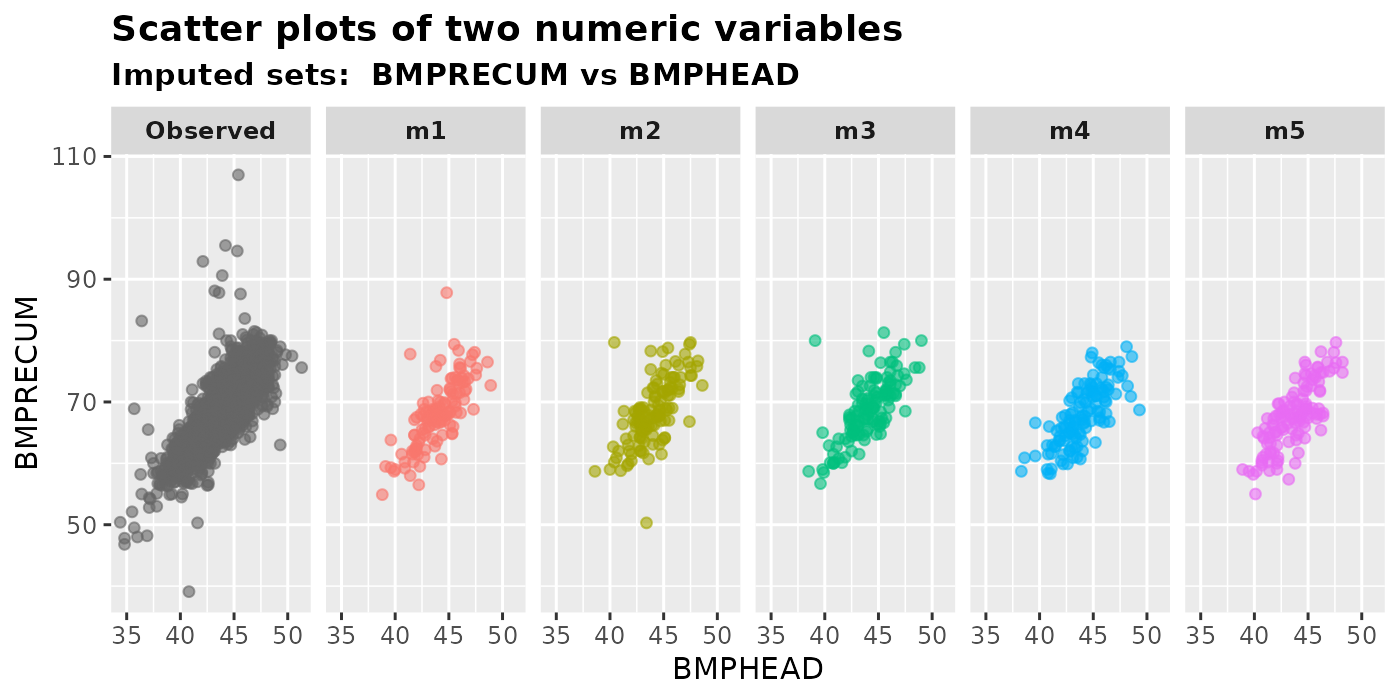 Scatter plots of two numeric variables
Imputed sets:  BMPRECUM vs BMPHEAD
Observed m1 m2 m3 m4 m5
110
90
70
50
BMPRECUM
35 40 45 50 35 40 45 50 35 40 45 50 35 40 45 50 35 40 45 50 35 40 45 50
BMPHEAD